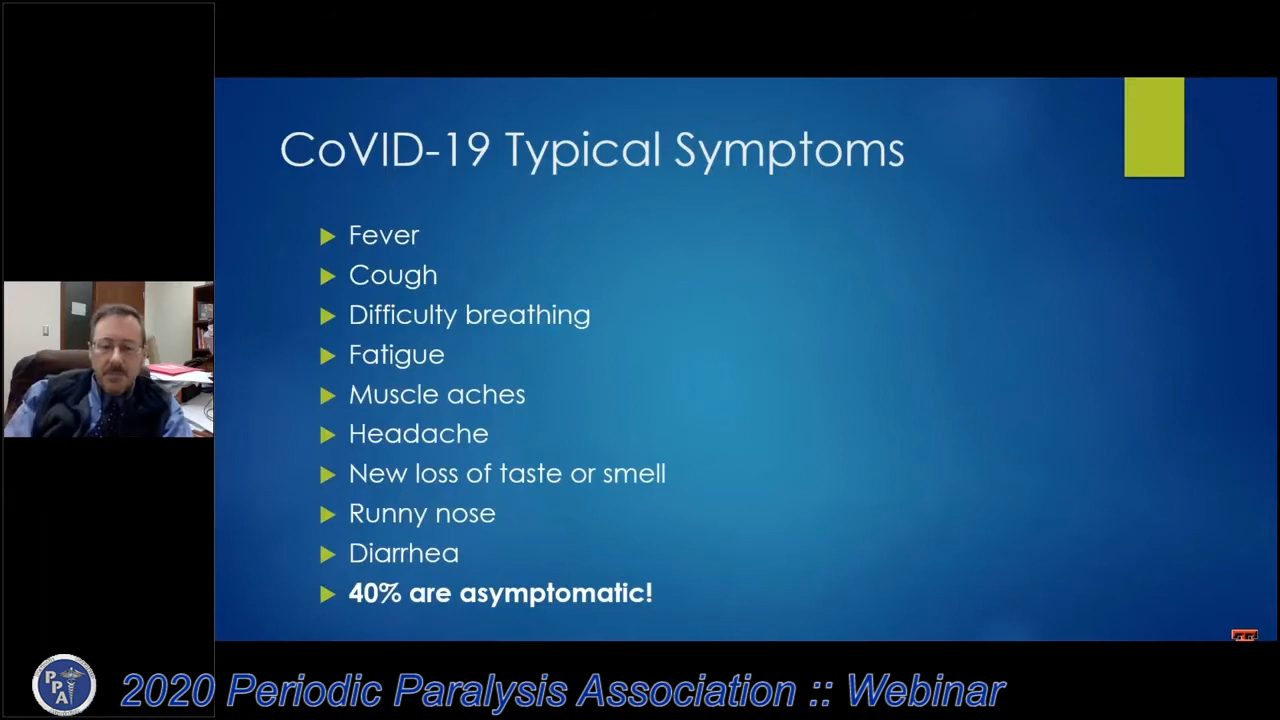 CoVID-19 Typical Symptoms
Fever
Cough
Difficulty breathing
Fatigue
Muscle aches
Headache
New loss of taste or smell
Runny nose
Diarrhea
40% are asymptomatic!
PPA
2020 Periodic Paralysis Association :: Webinar